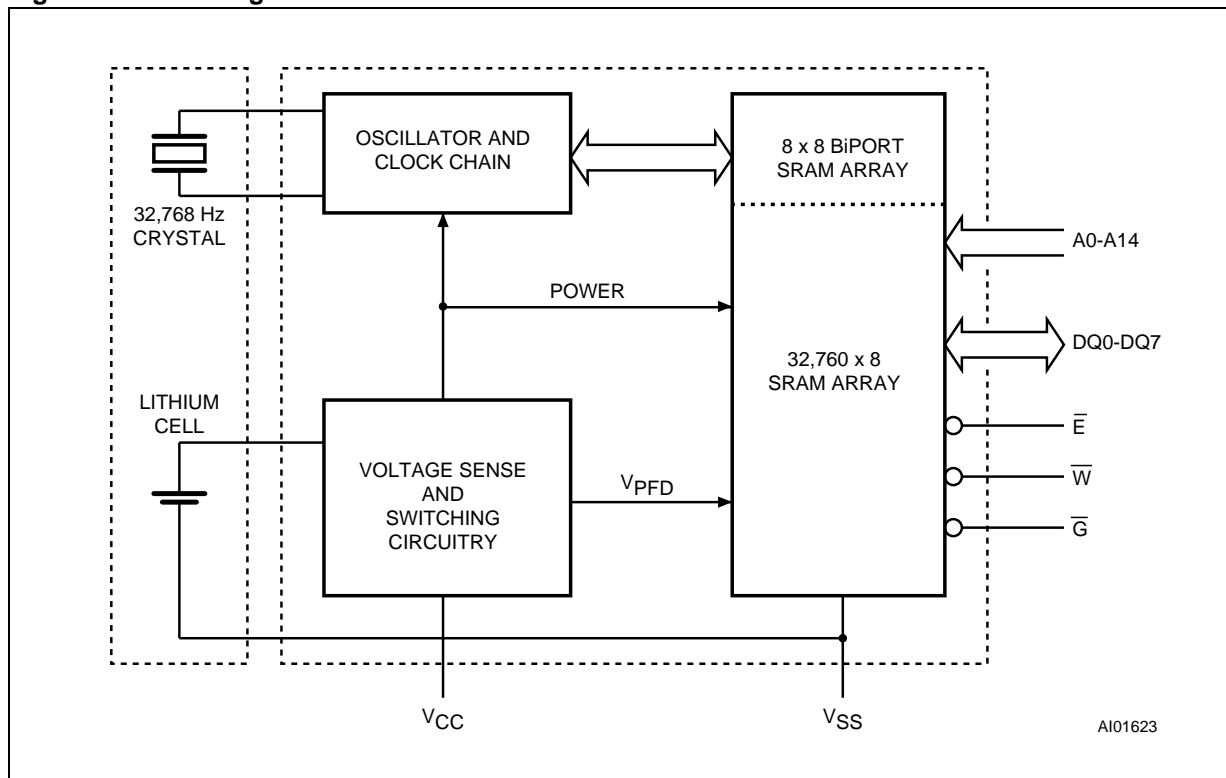 OSCILLATOR AND
CLOCK CHAIN
8 x 8 BiPORT
SRAM ARRAY
32,768 Hz
CRYSTAL
A0-A14
POWER
DQ0-DQ7
32,760 x 8
SRAM ARRAY
LITHIUM
CELL
E̅
VOLTAGE SENSE
AND
SWITCHING
CIRCUITRY
VPFD
W̅
G̅
VCC
VSS
AI01623